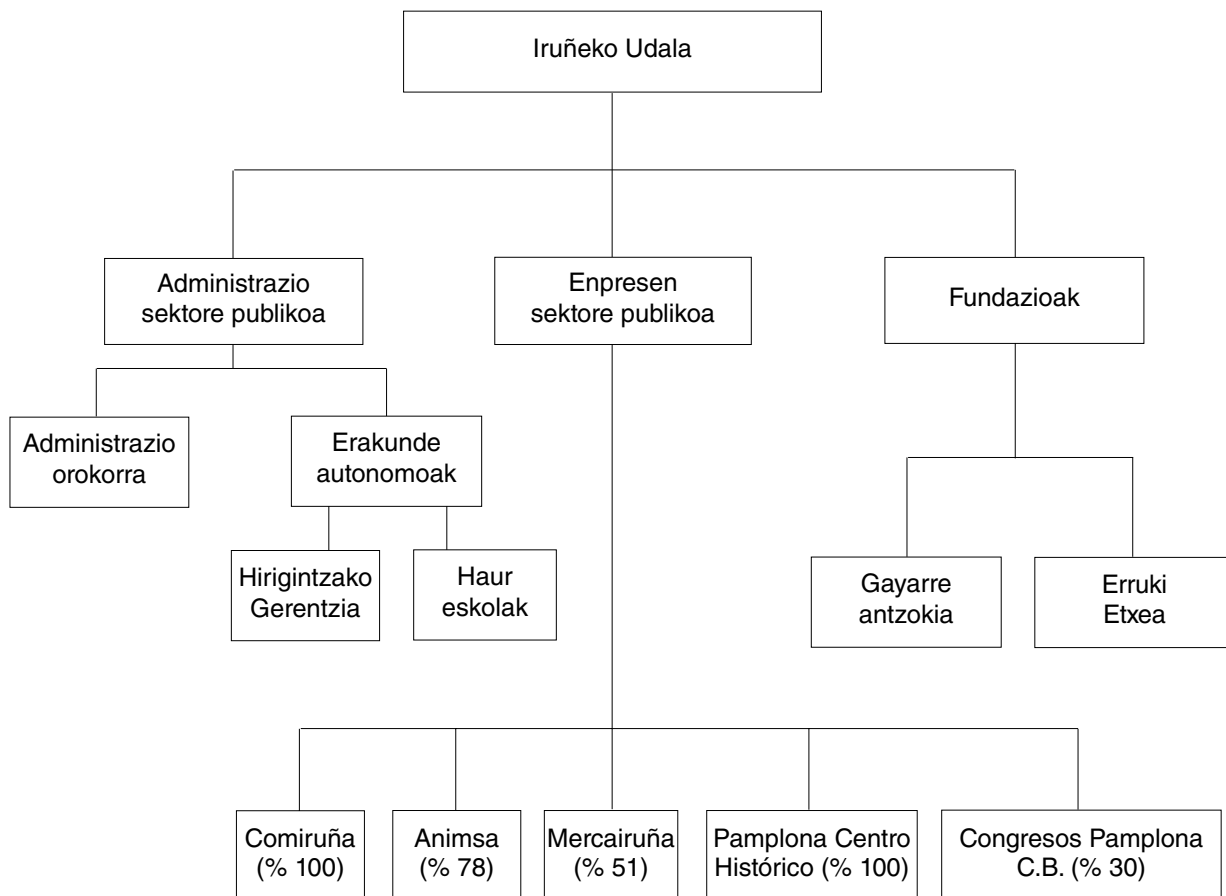 Iruñeko Udala
Administrazio
sektore publikoa
Enpresen
sektore publikoa
Fundazioak
Administrazio
orokorra
Erakunde
autonomoak
Hirigintzako
Gerentzia
Haur
eskolak
Gayarre
antzokia
Erruki
Etxea
Comiruña
(% 100)
Animsa
(% 78)
Mercairuña
(% 51)
Pamplona Centro
Histórico (% 100)
Congresos Pamplona
C.B. (% 30)